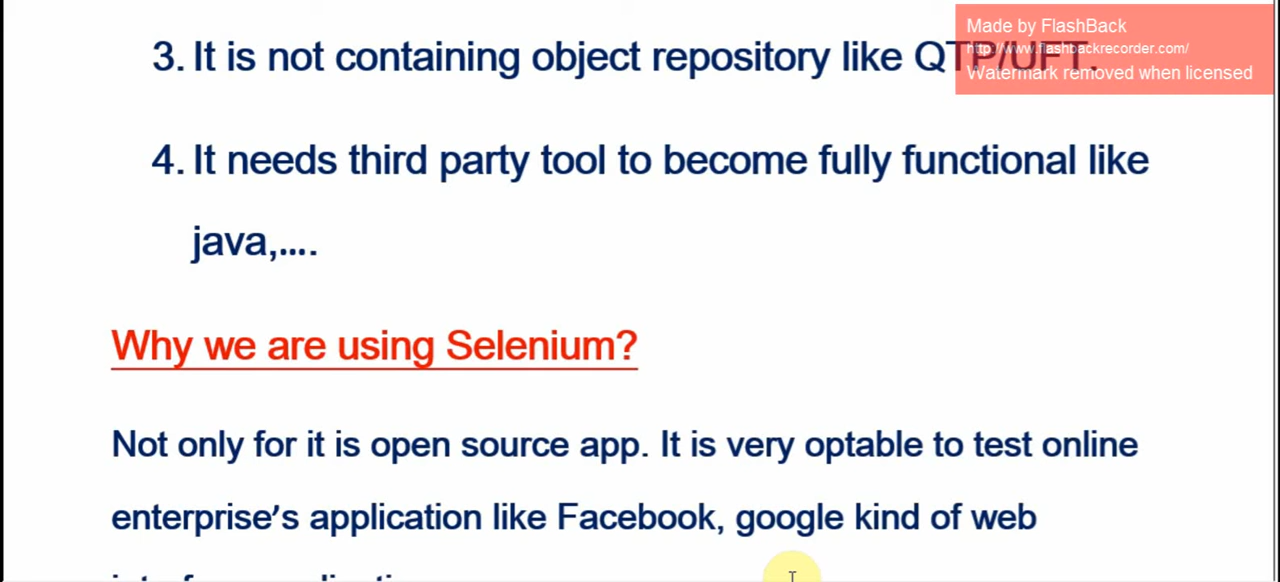 Made by FlashBack
http://www.flashbackrecorder.com/
Watermark removed when licensed
3. It is not containing object repository like QTP/UFT.
4. It needs third party tool to become fully functional like
java,....
Why we are using Selenium?
Not only for it is open source app. It is very optable to test online
enterprise's application like Facebook, google kind of web